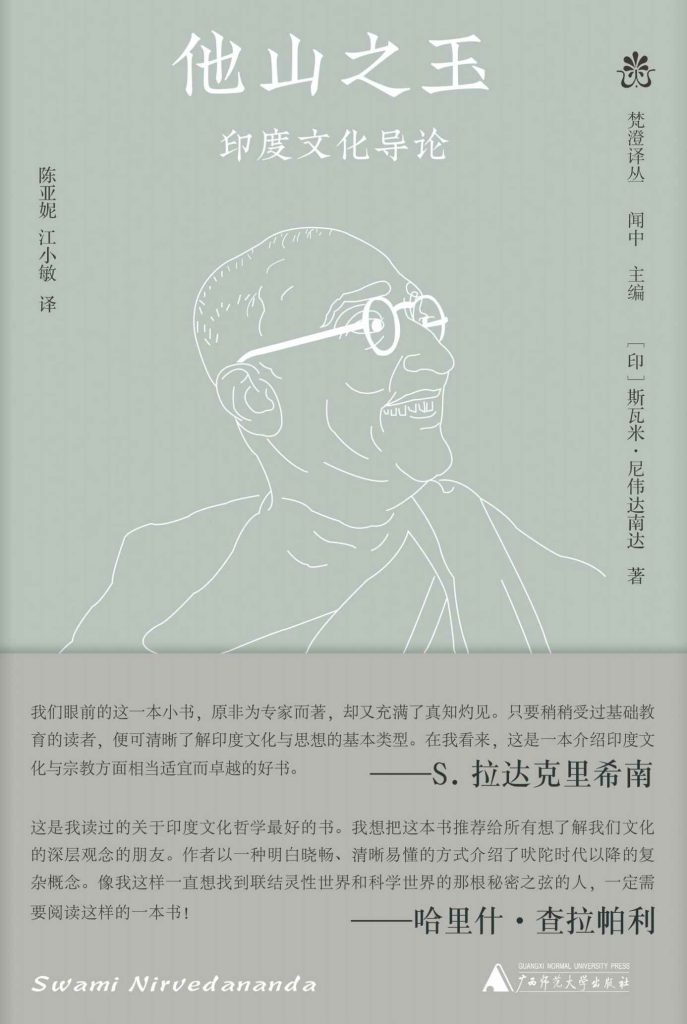 他山之玉
印度文化导论
梵澄译丛 闻中 主编 [印]斯瓦米·尼伟达南达 著
陈亚妮 江小敏 译
我们眼前的这一本小书，原非为专家而著，却又充满了真知灼见。只要稍稍受过基础教
育的读者，便可清晰了解印度文化与思想的基本类型。在我看来，这是一本介绍印度文
化与宗教方面相当适宜而卓越的好书。
——S. 拉达克里希南
这是我读过的关于印度文化哲学最好的书。我想把这本书推荐给所有想了解我们文化
的深层观念的朋友。作者以一种明白晓畅、清晰易懂的方式介绍了吠陀时代以降的复
杂概念。像我这样一直想找到联结灵性世界和科学世界的那根秘密之弦的人，一定需
要阅读这样的一本书！
——哈里什·查拉帕利
Swami Nirvedananda
GUANGXI NORMAL UNIVERSITY PRESS
广西师范大学出版社